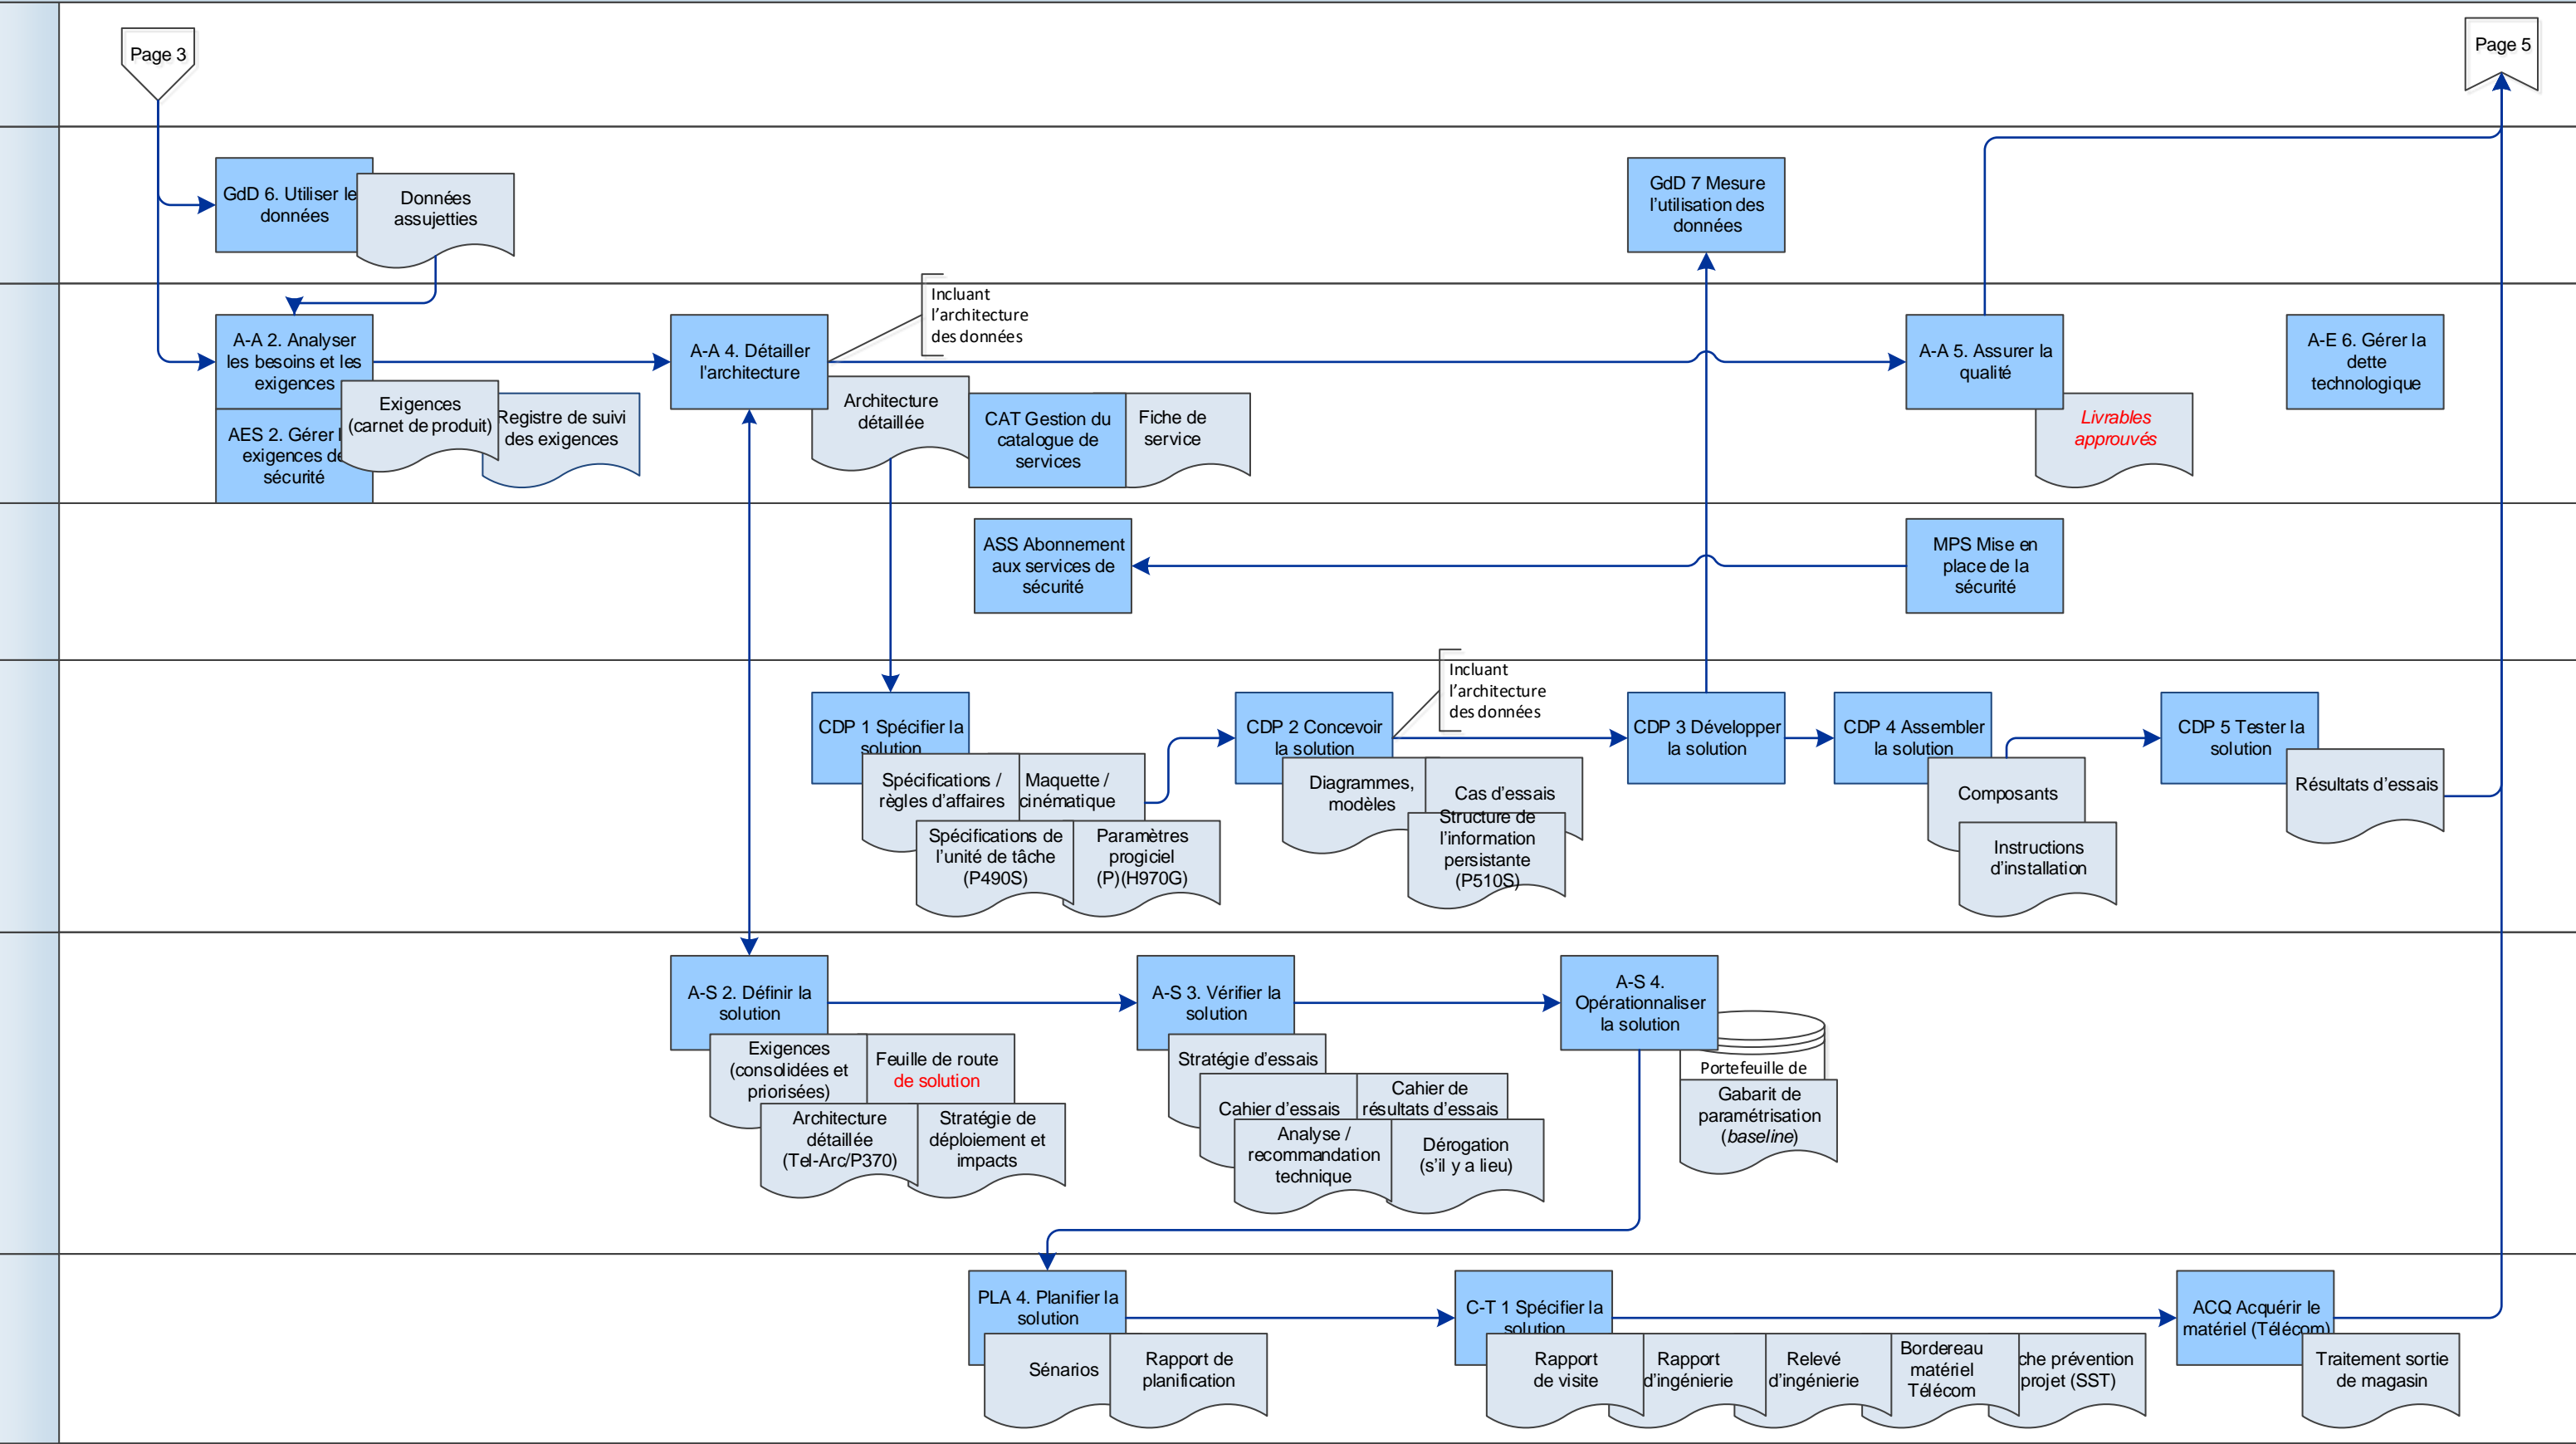 Page 3
Page 5
GdD 6. Utiliser le
données
Données
assujetties
GdD 7 Mesure
l'utilisation des
données
A-A 2. Analyser
les besoins et les
exigences
AES 2. Gérer
exigences de
sécurité
Exigences
(carnet de produit)
Registre de suivi
des exigences
A-A 4. Détailler
l'architecture
Incluant
l'architecture
des données
Architecture
détaillée
CAT Gestion du
catalogue de
services
Fiche de
service
A-A 5. Assurer la
qualité
Livrables
approuvés
A-E 6. Gérer la
dette
technologique
ASS Abonnement
aux services de
sécurité
MPS Mise en
place de la
sécurité
CDP 1 Spécifier la
solution
Spécifications /
règles d'affaires
Maquette /
cinématique
Spécifications de
l'unité de tâche
(P490S)
Paramètres
progiciel
(P)(H970G)
CDP 2 Concevoir
la solution
Incluant
l'architecture
des données
Diagrammes,
modèles
Cas d'essais
Structure de
l'information
persistante
(P510S)
CDP 3 Développer
la solution
CDP 4 Assembler
la solution
Composants
Instructions
d'installation
CDP 5 Tester la
solution
Résultats d'essais
A-S 2. Définir la
solution
Exigences
(consolidées et
priorisées)
Feuille de route
de solution
Architecture
détaillée
(Tel-Arc/P370)
Stratégie de
déploiement et
impacts
A-S 3. Vérifier la
solution
Stratégie d'essais
Cahier d'essais
Cahier de
résultats d'essais
Analyse /
recommandation
technique
Dérogation
(s'il y a lieu)
A-S 4.
Opérationnaliser
la solution
Portefeuille de
Gabarit de
paramétrisation
(baseline)
PLA 4. Planifier la
solution
Sénarios
Rapport de
planification
C-T 1 Spécifier la
solution
Rapport
de visite
Rapport
d'ingénierie
Relevé
d'ingénierie
Bordereau
matériel
Télécom
che prévention
projet (SST)
ACQ Acquérir le
matériel (Télécom)
Traitement sortie
de magasin